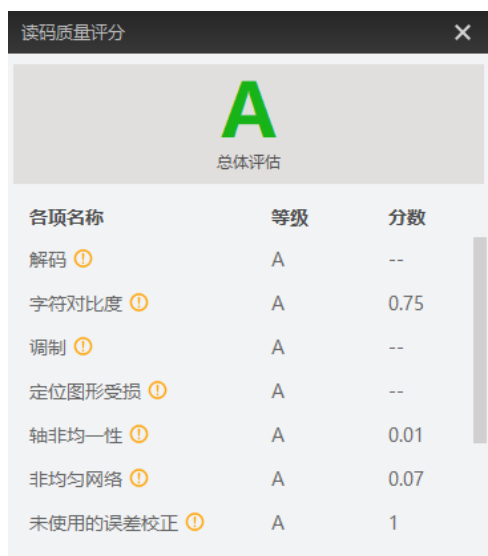 读码质量评分
A
总体评估
各项名称 等级 分数
解码 A --
字符对比度 A 0.75
调制 A --
定位图形受损 A --
轴非均一性 A 0.01
非均匀网络 A 0.07
未使用的误差校正 A 1